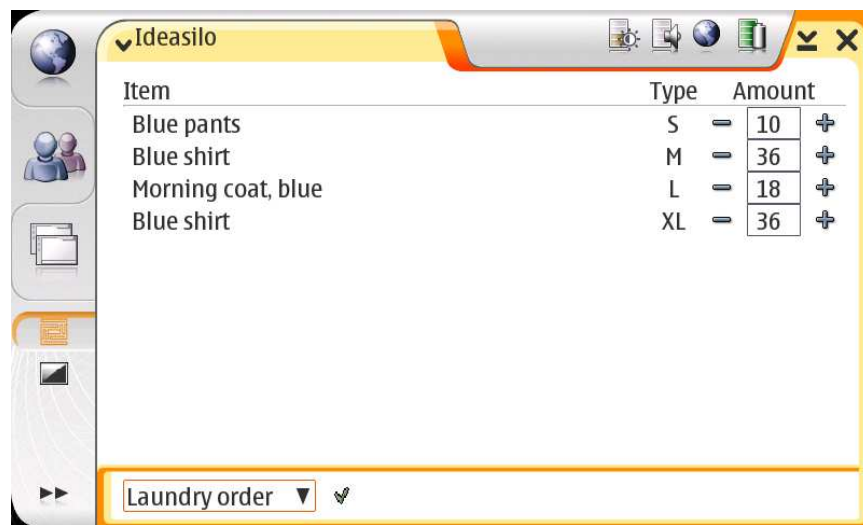 Ideasilo
Item Type Amount
Blue pants S 10
Blue shirt M 36
Morning coat, blue L 18
Blue shirt XL 36
Laundry order